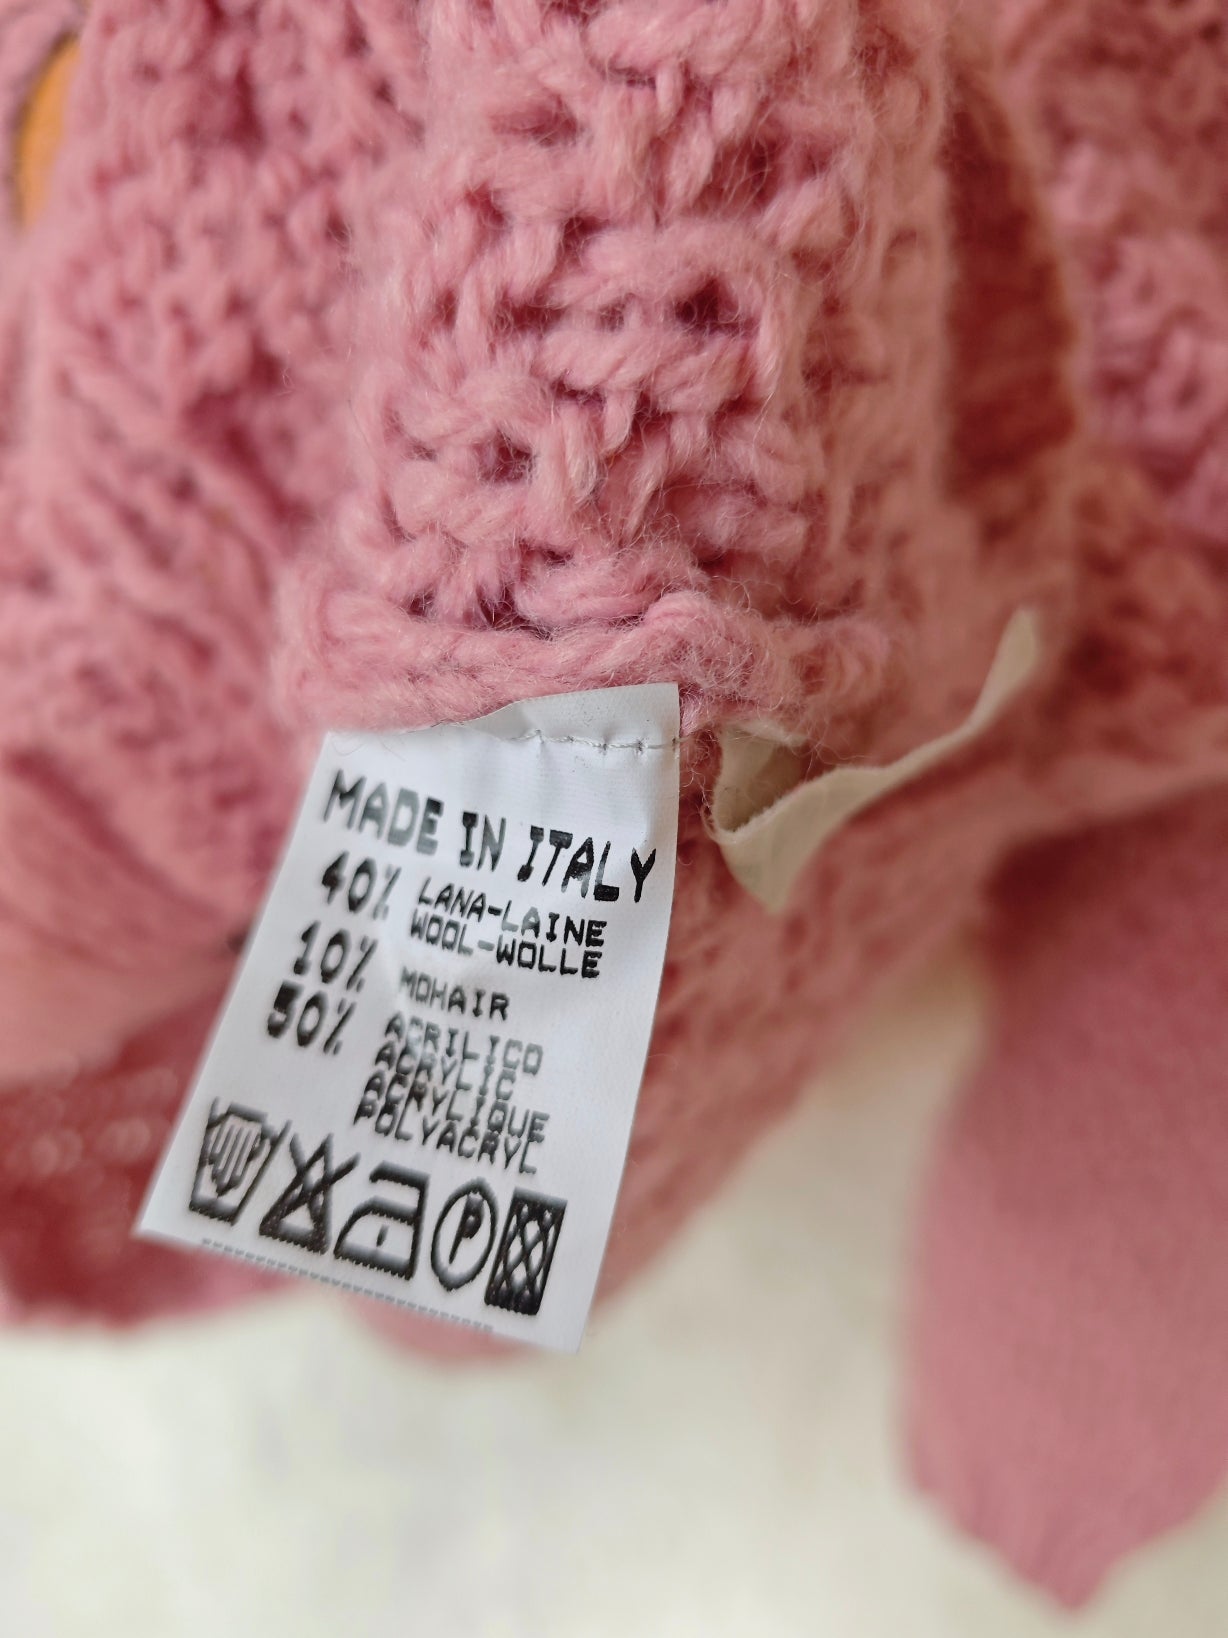 MADE IN ITALY
40% LANA-LAINE
WOOL-WOLLE
10% MOHAIR
50% ACRILICO
ACRYLIC
ACRYLIQUE
POLYACRYL
P